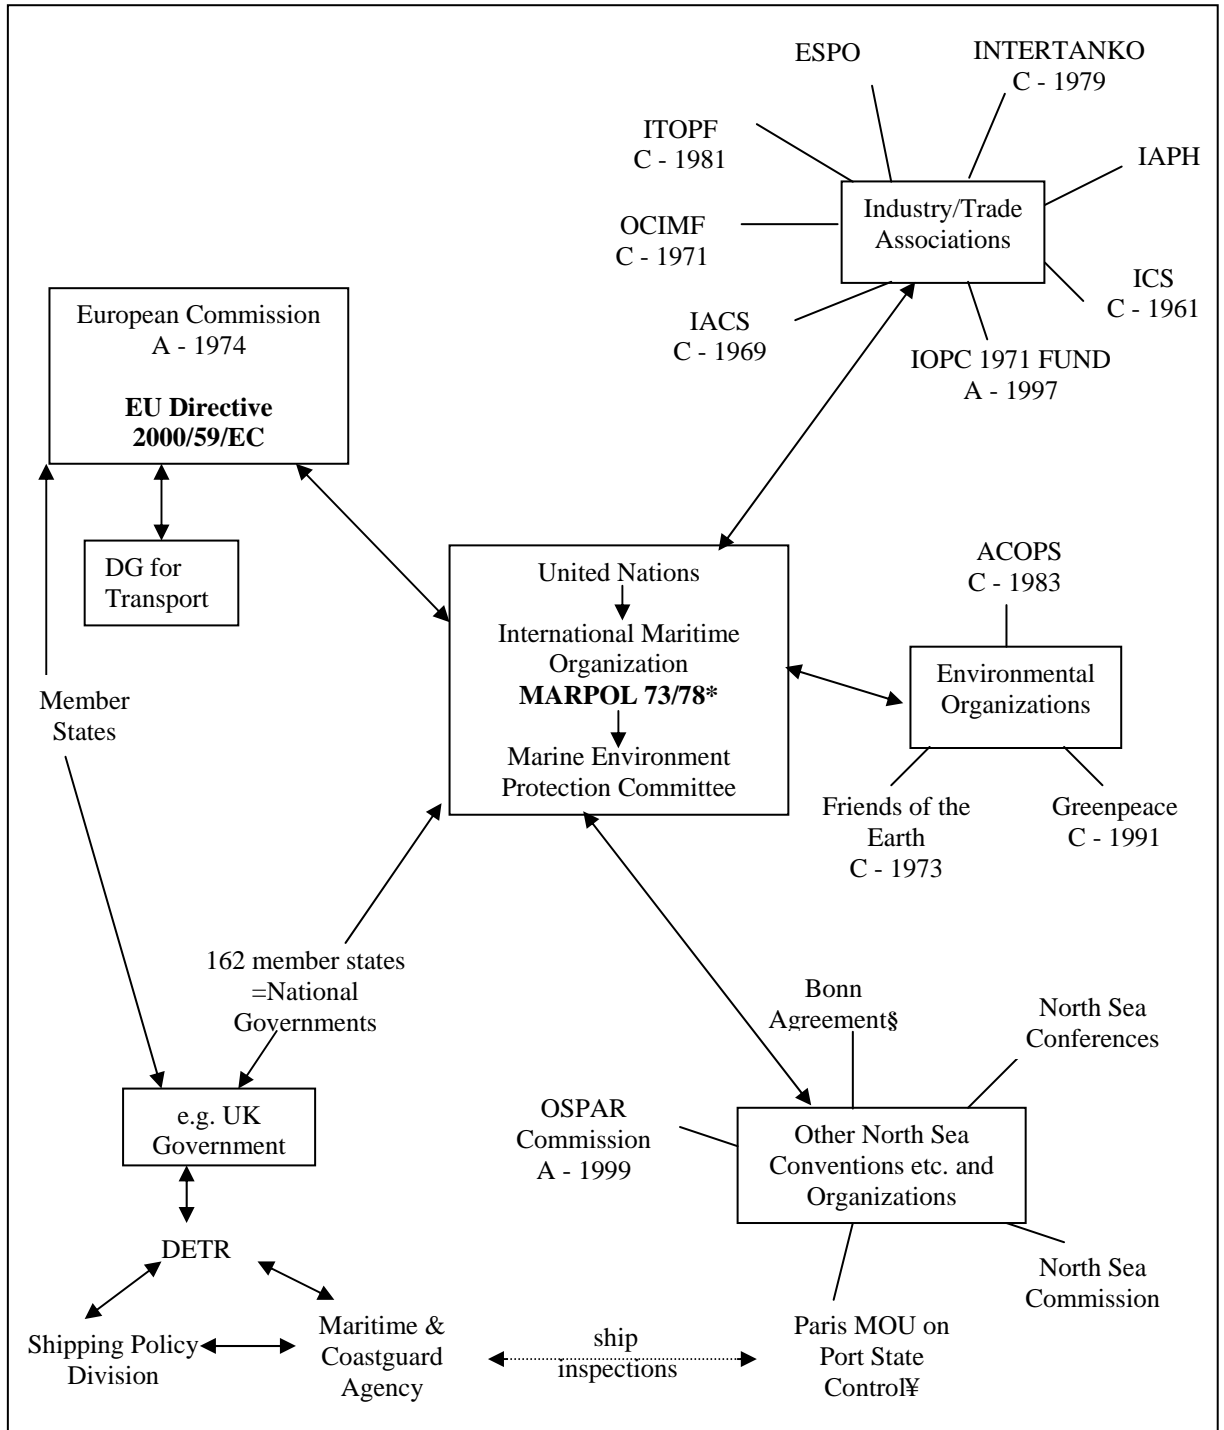 ESPO
INTERTANKO
C - 1979
ITOPF
C - 1981
IAPH
Industry/Trade
Associations
OCIMF
C - 1971
ICS
C - 1961
IACS
C - 1969
IOPC 1971 FUND
A - 1997
European Commission
A - 1974
EU Directive
2000/59/EC
DG for
Transport
United Nations
International Maritime
Organization
MARPOL 73/78*
Marine Environment
Protection Committee
ACOPS
C - 1983
Environmental
Organizations
Member
States
Friends of the
Earth
C - 1973
Greenpeace
C - 1991
162 member states
=National
Governments
Bonn
Agreement§
North Sea
Conferences
e.g. UK
Government
OSPAR
Commission
A - 1999
Other North Sea
Conventions etc. and
Organizations
DETR
North Sea
Commission
Shipping Policy
Division
Maritime &
Coastguard
Agency
ship
inspections
Paris MOU on
Port State
Control¥